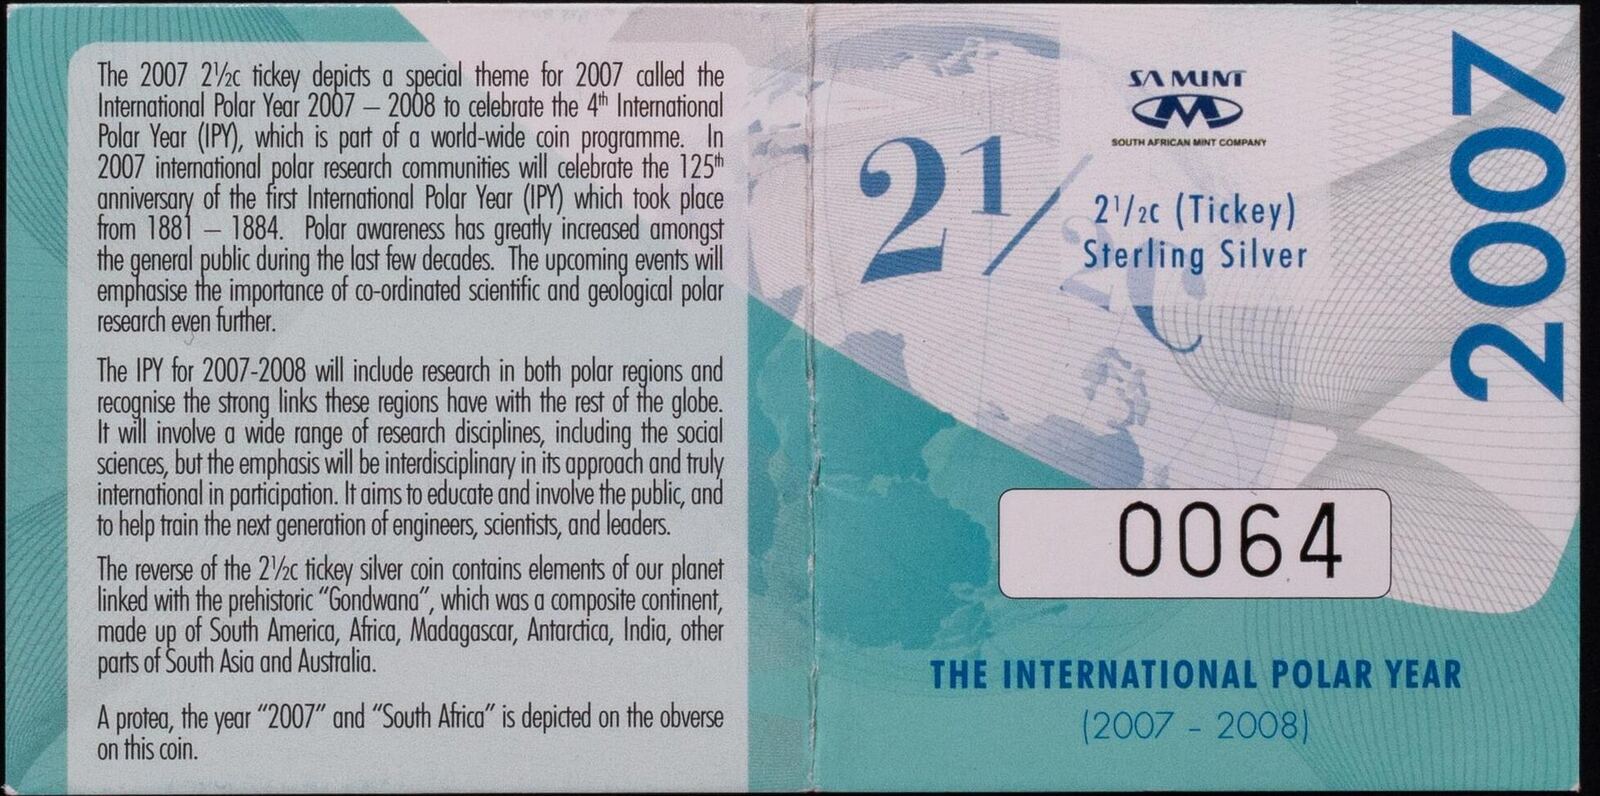 The 2007 2½c tickey depicts a special theme for 2007 called the
International Polar Year 2007 – 2008 to celebrate the 4th International
Polar Year (IPY), which is part of a world-wide coin programme. In
2007 international polar research communities will celebrate the 125th
anniversary of the first International Polar Year (IPY) which took place
from 1881 – 1884. Polar awareness has greatly increased amongst
the general public during the last few decades. The upcoming events will
emphasise the importance of co-ordinated scientific and geological polar
research even further.
The IPY for 2007-2008 will include research in both polar regions and
recognise the strong links these regions have with the rest of the globe.
It will involve a wide range of research disciplines, including the social
sciences, but the emphasis will be interdisciplinary in its approach and truly
international in participation. It aims to educate and involve the public, and
to help train the next generation of engineers, scientists, and leaders.
The reverse of the 2½c tickey silver coin contains elements of our planet
linked with the prehistoric “Gondwana”, which was a composite continent,
made up of South America, Africa, Madagascar, Antarctica, India, other
parts of South Asia and Australia.
A protea, the year “2007” and “South Africa” is depicted on the obverse
on this coin.
SA MINT
SOUTH AFRICAN MINT COMPANY
2 1/2 C
2 1/2c (Tickey)
Sterling Silver
2007
0064
THE INTERNATIONAL POLAR YEAR
(2007 - 2008)